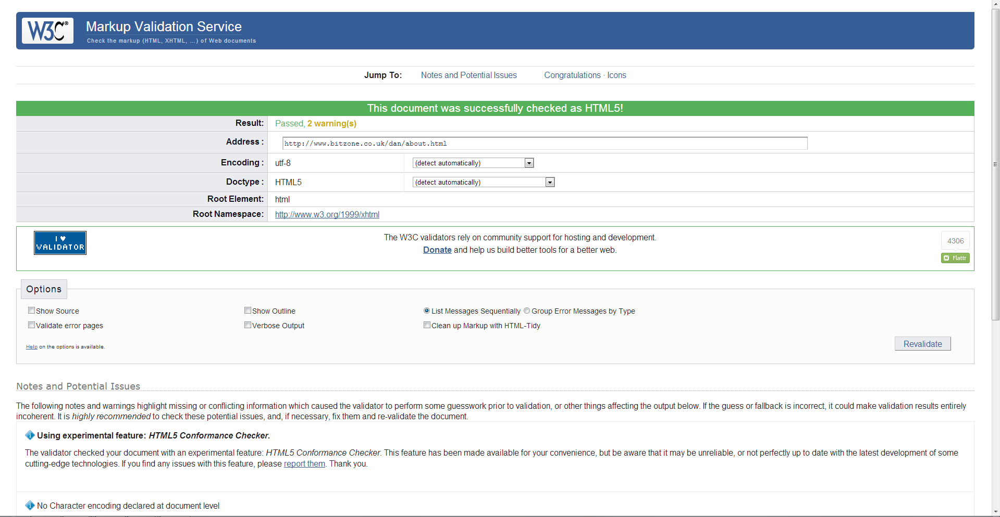 W3C®
Markup Validation Service
Check the markup (HTML, XHTML, ...) of Web documents
Jump To: Notes and Potential Issues Congratulations · Icons
This document was successfully checked as HTML5!
Result: Passed, 2 warning(s)
Address : http://www.bitzone.co.uk/dan/about.html
Encoding : utf-8 (detect automatically)
Doctype : HTML5 (detect automatically)
Root Element: html
Root Namespace: http://www.w3.org/1999/xhtml
I ♥
VALIDATOR
The W3C validators rely on community support for hosting and development.
Donate and help us build better tools for a better web.
4306
Flattr
Options
Show Source Show Outline List Messages Sequentially Group Error Messages by Type
Validate error pages Verbose Output Clean up Markup with HTML-Tidy
Help on the options is available.
Revalidate
Notes and Potential Issues
The following notes and warnings highlight missing or conflicting information which caused the validator to perform some guesswork prior to validation, or other things affecting the output below. If the guess or fallback is incorrect, it could make validation results entirely
incoherent. It is highly recommended to check these potential issues, and, if necessary, fix them and re-validate the document.
Using experimental feature: HTML5 Conformance Checker.
The validator checked your document with an experimental feature: HTML5 Conformance Checker. This feature has been made available for your convenience, but be aware that it may be unreliable, or not perfectly up to date with the latest development of some
cutting-edge technologies. If you find any issues with this feature, please report them. Thank you.
No Character encoding declared at document level